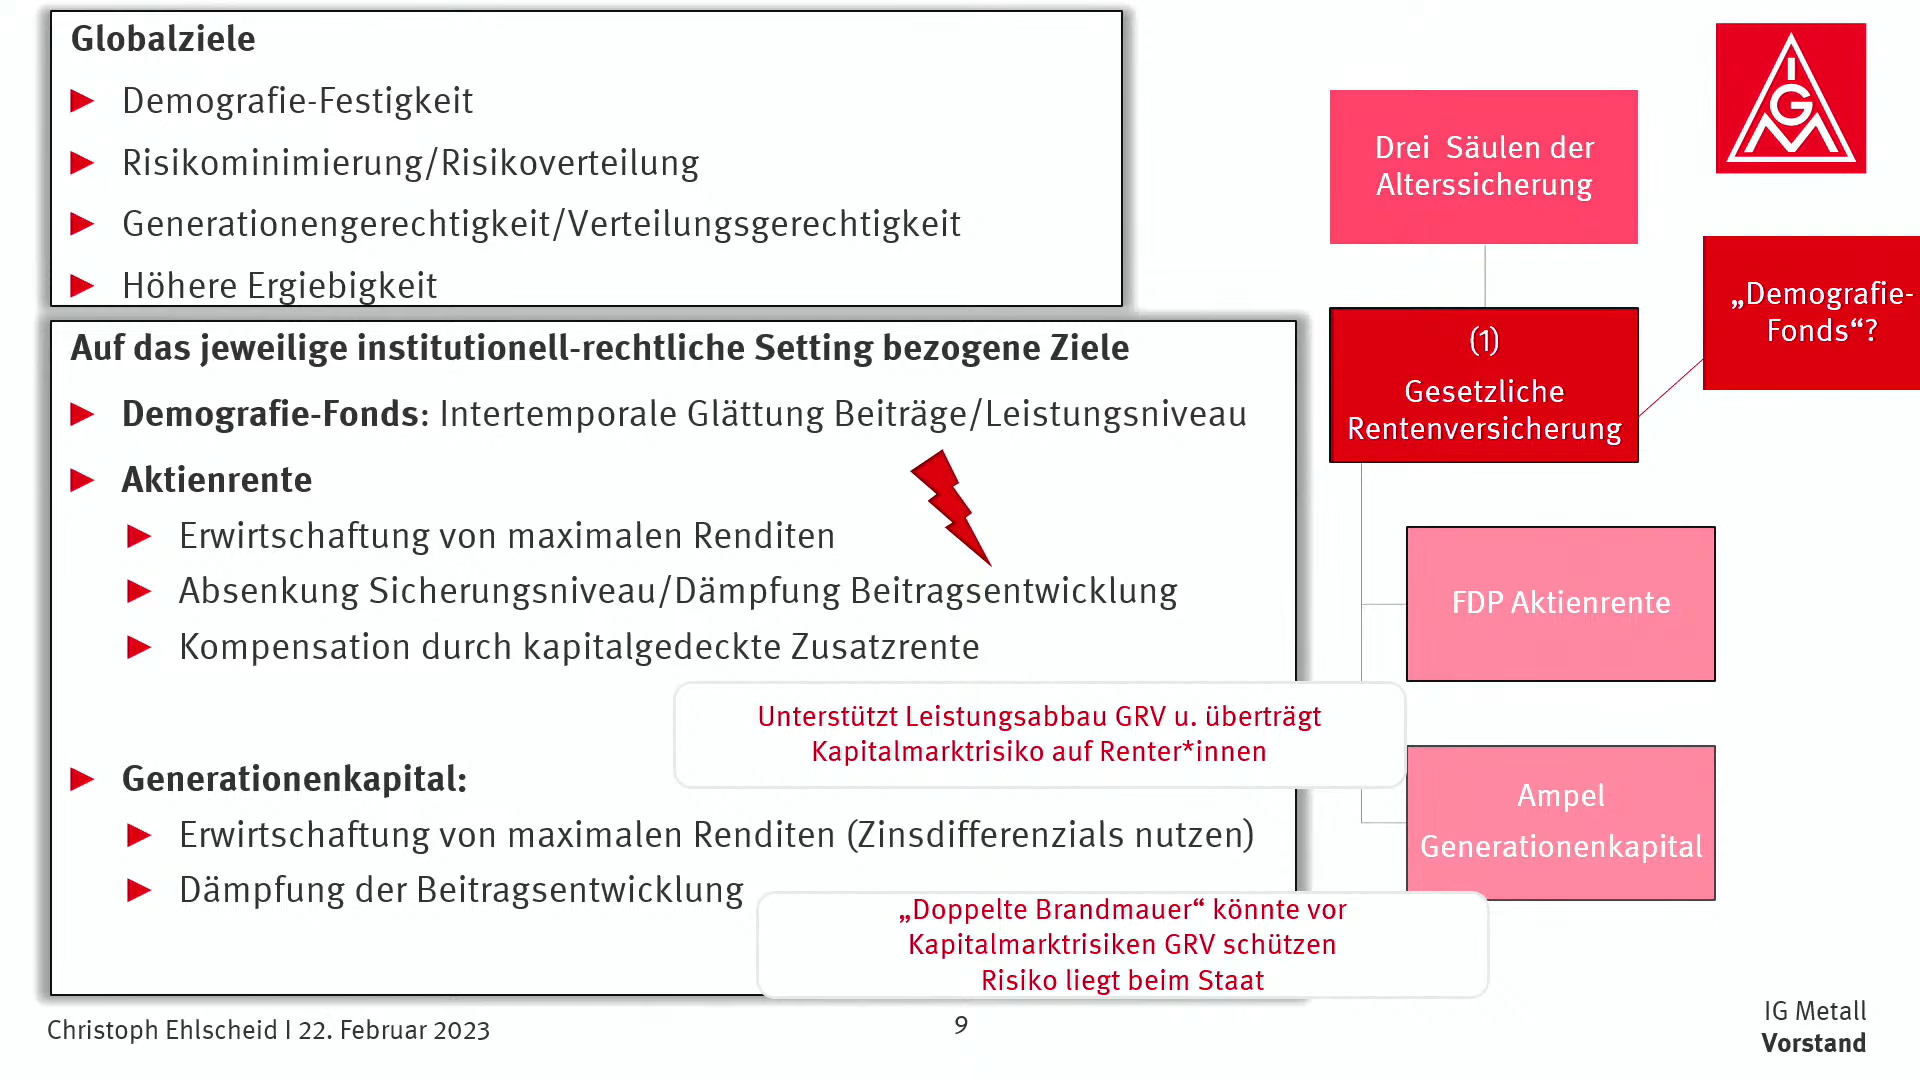 Globalziele
Demografie-Festigkeit
Risikominimierung/Risikoverteilung
Generationengerechtigkeit/Verteilungsgerechtigkeit
Höhere Ergiebigkeit
Auf das jeweilige institutionell-rechtliche Setting bezogene Ziele
Demografie-Fonds: Intertemporale Glättung Beiträge/Leistungsniveau
Aktienrente
Erwirtschaftung von maximalen Renditen
Absenkung Sicherungsniveau/Dämpfung Beitragsentwicklung
Kompensation durch kapitalgedeckte Zusatzrente
Unterstützt Leistungsabbau GRV u. überträgt
Kapitalmarktrisiko auf Renter*innen
Generationenkapital:
Erwirtschaftung von maximalen Renditen (Zinsdifferenzials nutzen)
Dämpfung der Beitragsentwicklung
„Doppelte Brandmauer“ könnte vor
Kapitalmarktrisiken GRV schützen
Risiko liegt beim Staat
Drei Säulen der
Alterssicherung
IGM
„Demografie-
Fonds“?
(1)
Gesetzliche
Rentenversicherung
FDP Aktienrente
Ampel
Generationenkapital
Christoph Ehlscheid I 22. Februar 2023
9
IG Metall
Vorstand